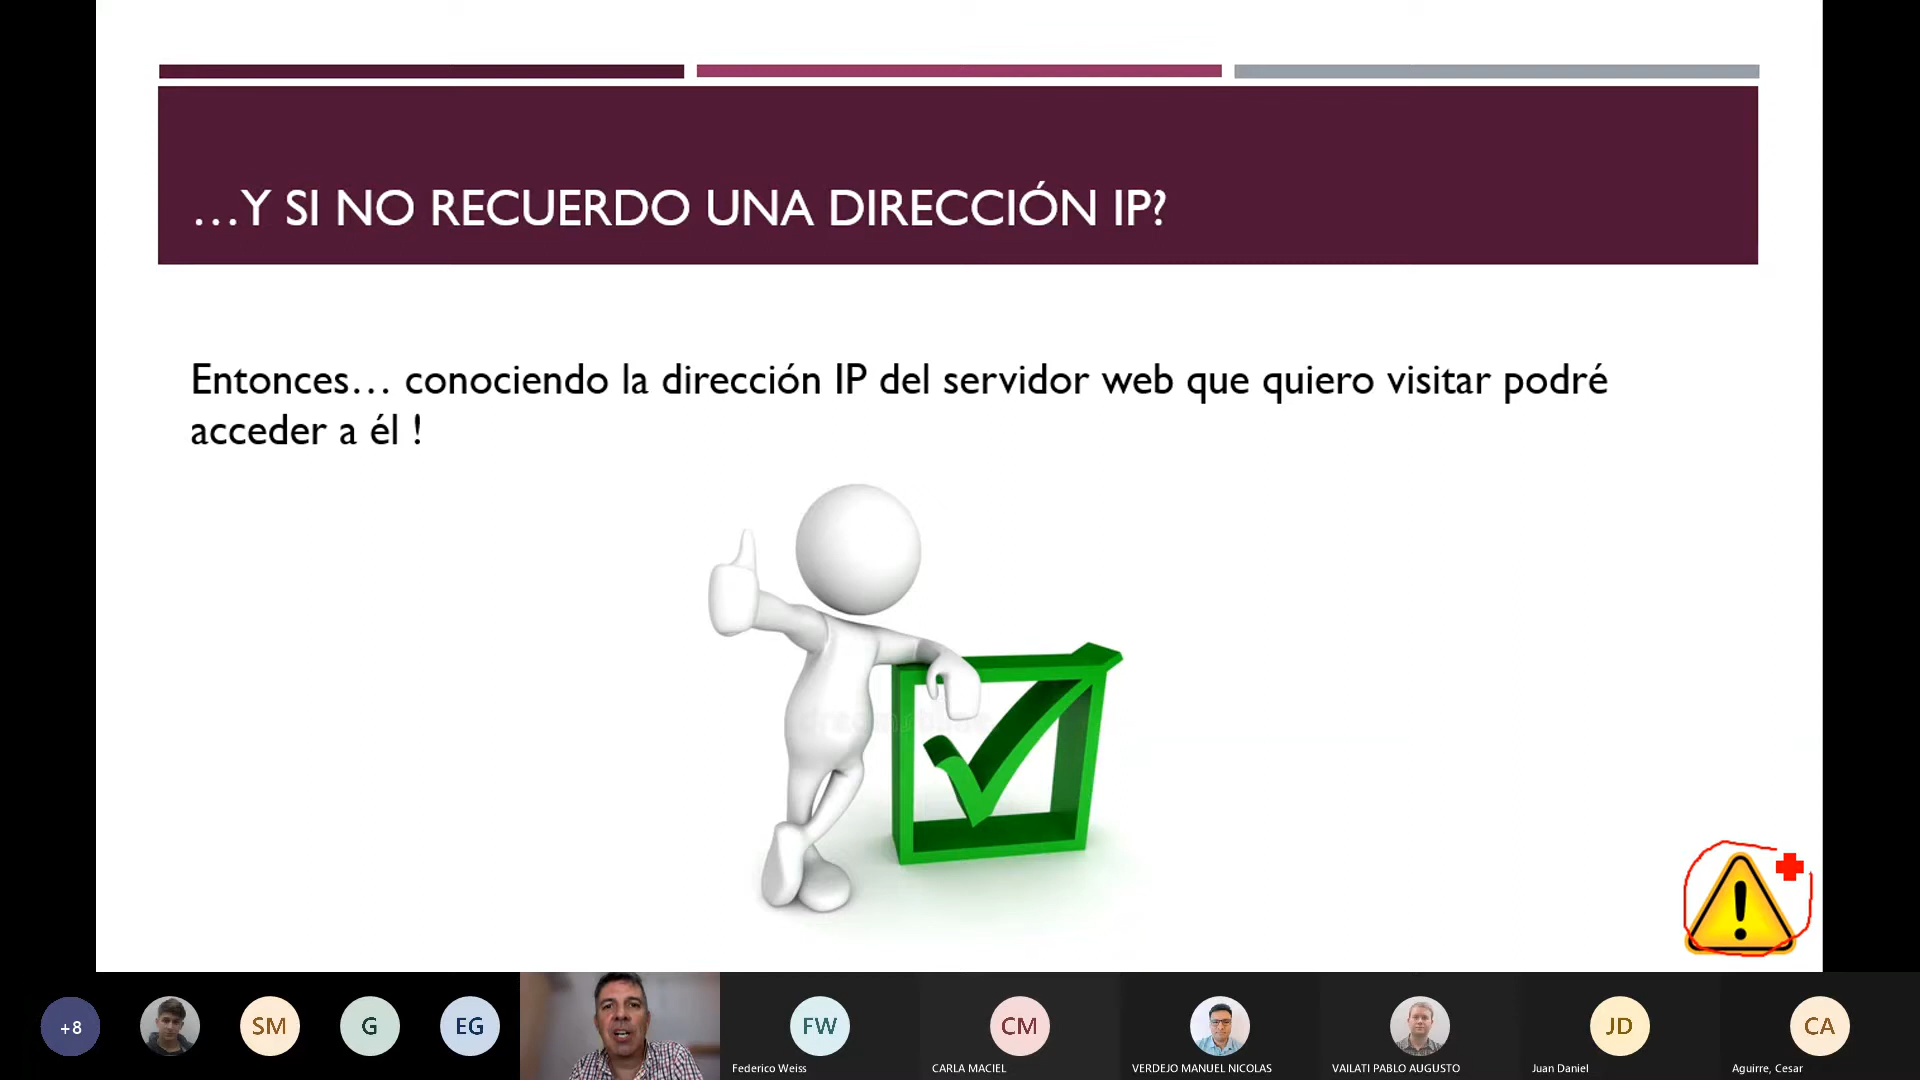 …Y SI NO RECUERDO UNA DIRECCIÓN IP?
Entonces… conociendo la dirección IP del servidor web que quiero visitar podré
acceder a él !
+8
SM
G
EG
FW
CM
JD
CA
Federico Weiss
CARLA MACIEL
VERDEJO MANUEL NICOLAS
VAILATI PABLO AUGUSTO
Juan Daniel
Aguirre, Cesar